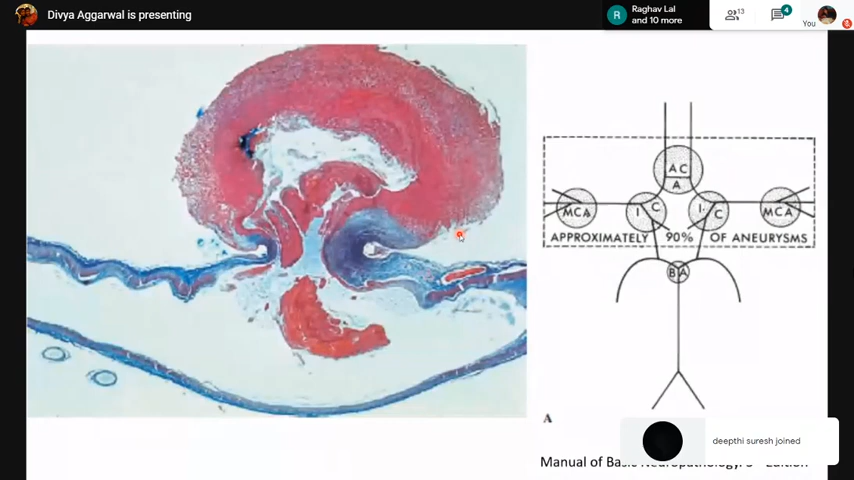 Divya Aggarwal is presenting
R
Raghav Lal
and 10 more
13
4
You
AC
A
MCA
I C
I C
MCA
APPROXIMATELY 90% OF ANEURYSMS
BA
A
deepthi suresh joined
Manual of Basic Neuropathology, Edition